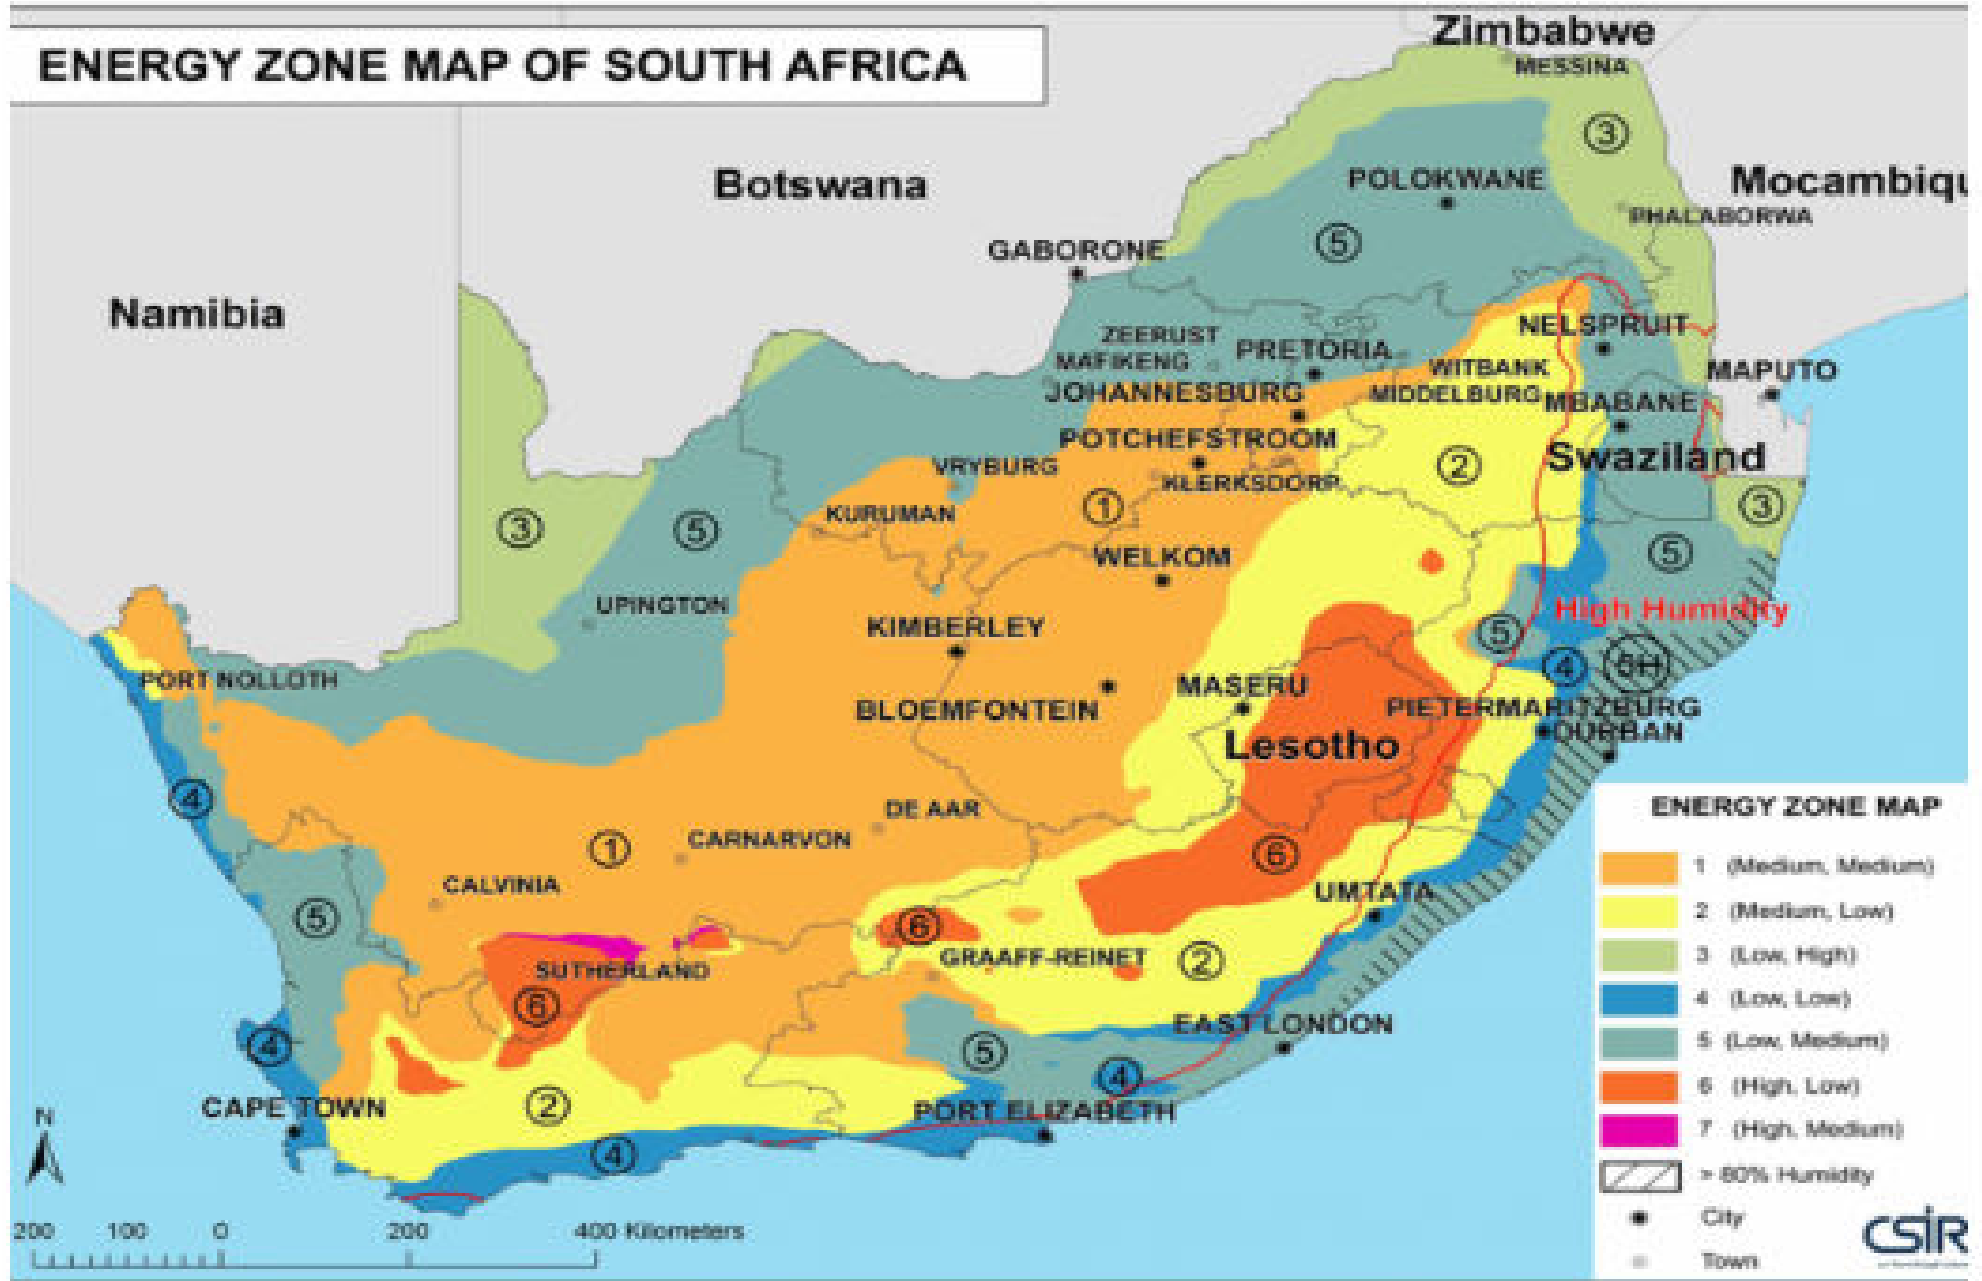 ENERGY ZONE MAP OF SOUTH AFRICA
Zimbabwe
MESSINA
3
Botswana
POLOKWANE
Mocambiqu
PHALABORWA
5
GABORONE
Namibia
ZEERUST
NELSPRUIT
MAFIKENG
PRETORIA
WITBANK
MAPUTO
JOHANNESBURG
MIDDELBURG
MBABANE
POTCHEFSTROOM
Swaziland
VRYBURG
2
KLERKSDORP
KURUMAN
1
3
3
5
5
WELKOM
UPINGTON
High Humidity
KIMBERLEY
5
4
PORT NOLLOTH
MASERU
BLOEMFONTEIN
PIETERMARITZBURG
DURBAN
Lesotho
4
DE AAR
CARNARVON
1
6
CALVINIA
UMTATA
5
6
GRAAFF-REINET
2
SUTHERLAND
6
EAST LONDON
4
5
4
CAPE TOWN
2
PORT ELIZABETH
4
N
200 100 0 200 400 Kilometers
ENERGY ZONE MAP
1 (Medium, Medium)
2 (Medium, Low)
3 (Low, High)
4 (Low, Low)
5 (Low, Medium)
6 (High, Low)
7 (High, Medium)
Humidity
City
Town
CSIR